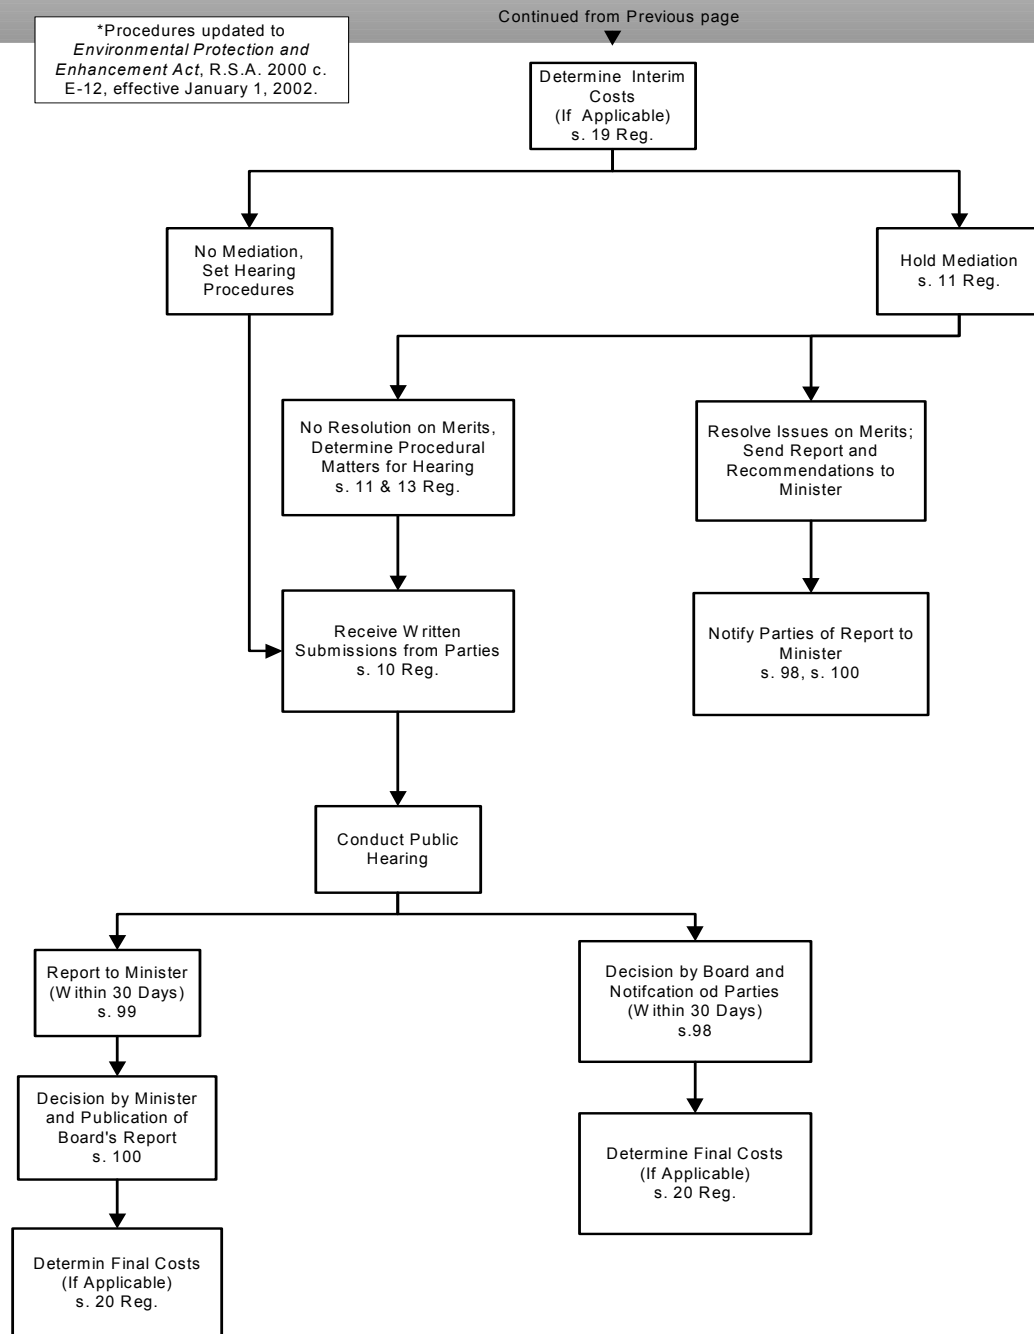 Continued from Previous page
*Procedures updated to
Environmental Protection and
Enhancement Act, R.S.A. 2000 c.
E-12, effective January 1, 2002.
Determine Interim
Costs
(If Applicable)
s. 19 Reg.
No Mediation,
Set Hearing
Procedures
Hold Mediation
s. 11 Reg.
No Resolution on Merits,
Determine Procedural
Matters for Hearing
s. 11 & 13 Reg.
Resolve Issues on Merits;
Send Report and
Recommendations to
Minister
Receive Written
Submissions from Parties
s. 10 Reg.
Notify Parties of Report to
Minister
s. 98, s. 100
Conduct Public
Hearing
Report to Minister
(Within 30 Days)
s. 99
Decision by Board and
Notifcation od Parties
(Within 30 Days)
s.98
Decision by Minister
and Publication of
Board's Report
s. 100
Determine Final Costs
(If Applicable)
s. 20 Reg.
Determin Final Costs
(If Applicable)
s. 20 Reg.